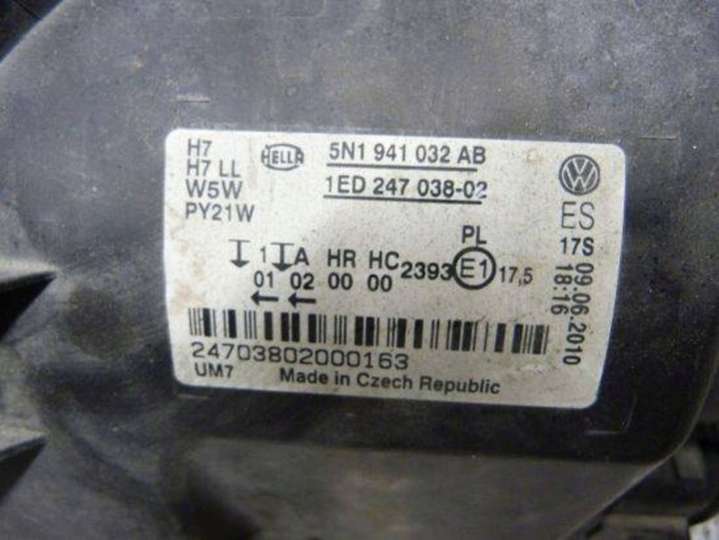 H7
H7 LL
W5W
PY21W
HELLA
5N1 941 032 AB
1ED 247 038-02
ES
17S
09.06.2010
18:16
PL
1 A HR HC 2393 E1 17,5
01 02 00 00
24703802000163
UM7 Made in Czech Republic